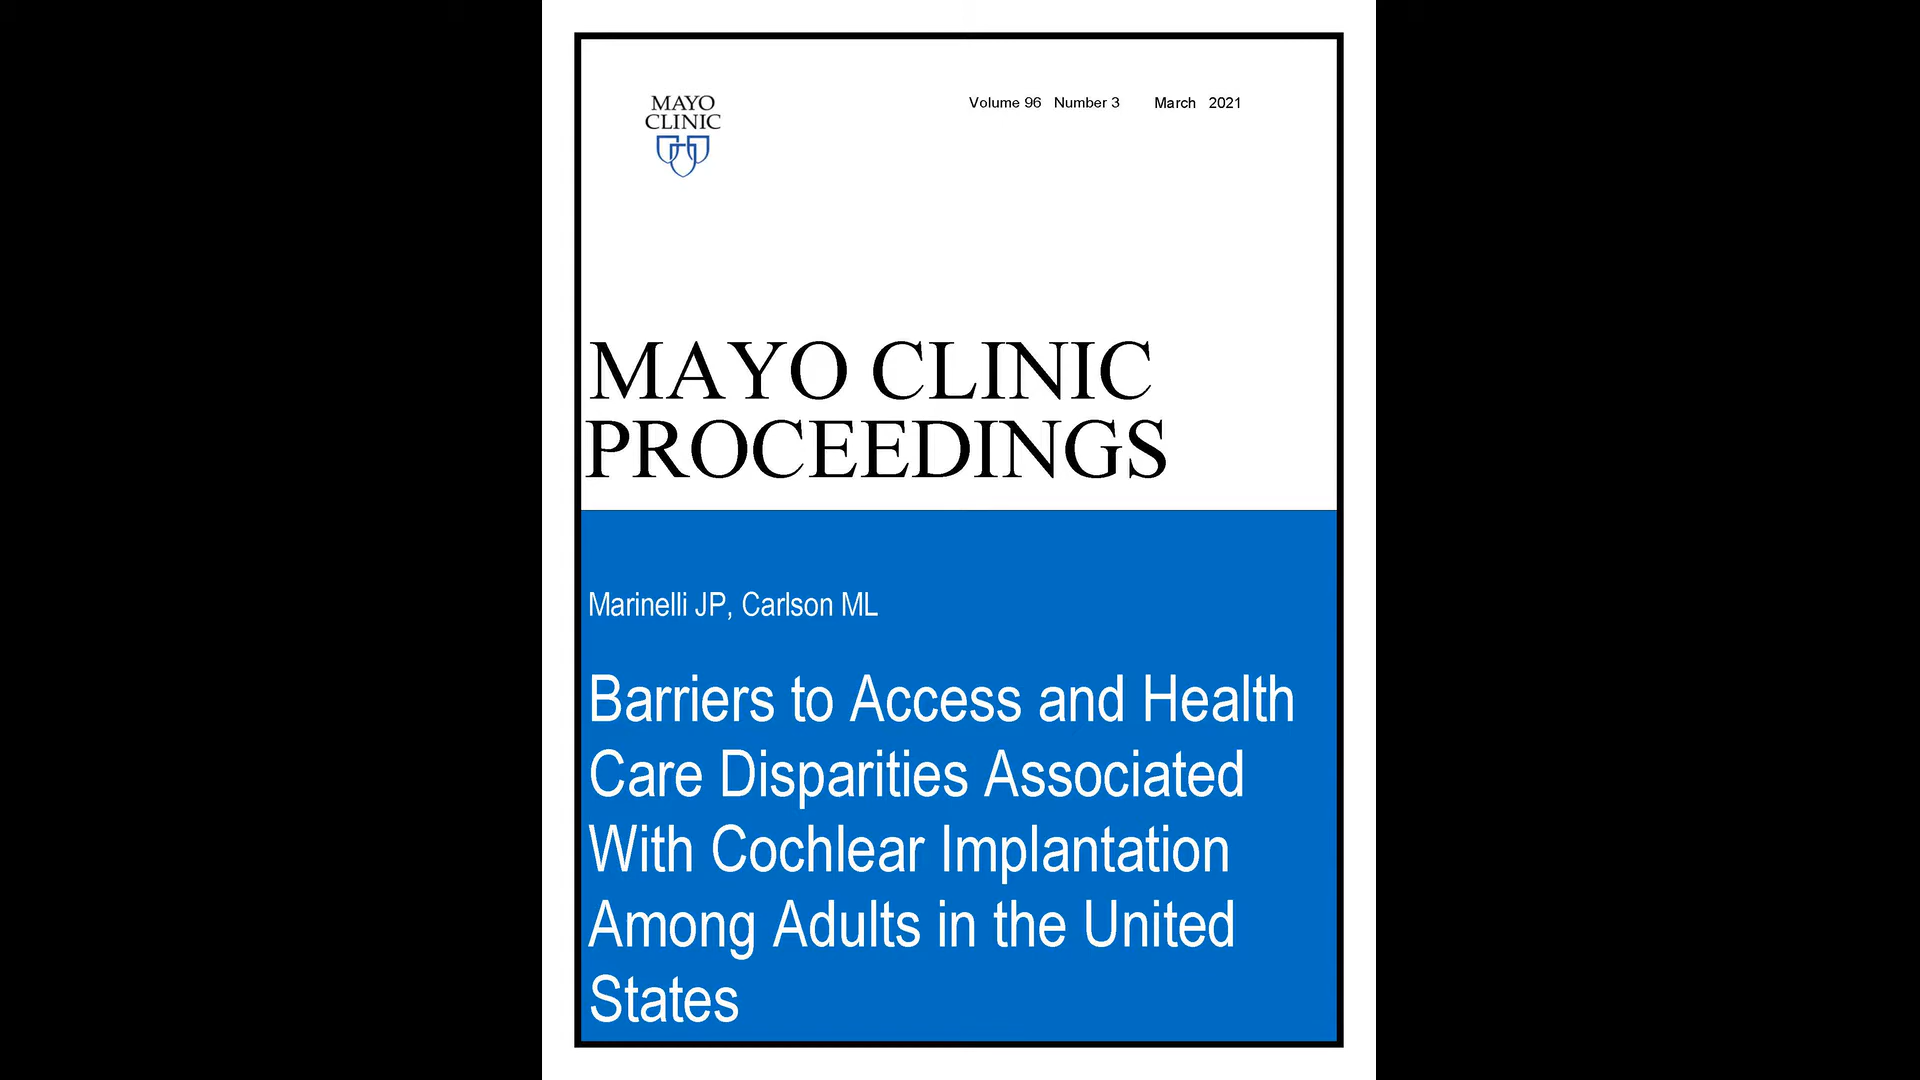 MAYO
CLINIC
Volume 96 Number 3 March 2021
MAYO CLINIC
PROCEEDINGS
Marinelli JP, Carlson ML
Barriers to Access and Health
Care Disparities Associated
With Cochlear Implantation
Among Adults in the United
States